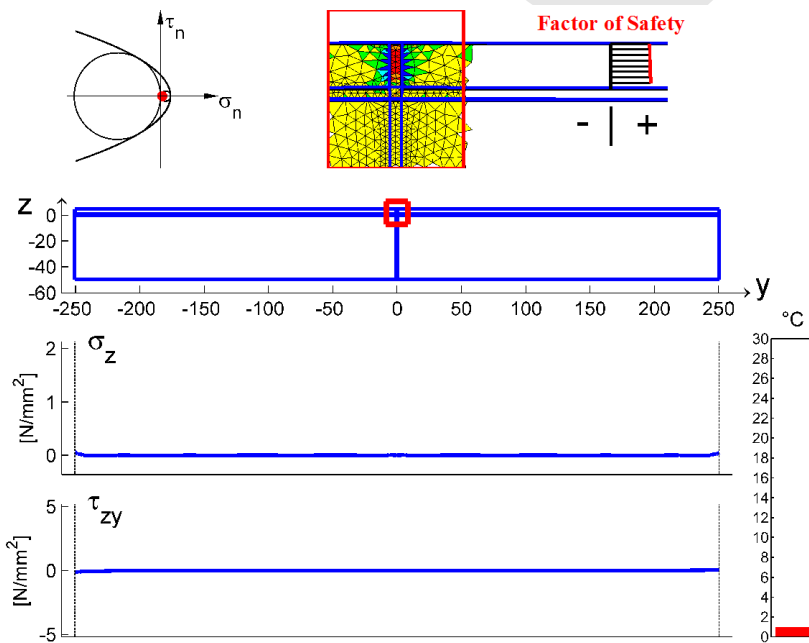 τn
σn
Factor of Safety
- +
z
0
-20
-40
-60
-250 -200 -150 -100 -50 0 50 100 150 200 250
y
σz
[N/mm²]
2
1
0
τzy
[N/mm²]
5
0
-5
°C
30
28
26
24
22
20
18
16
14
12
10
8
6
4
2
0